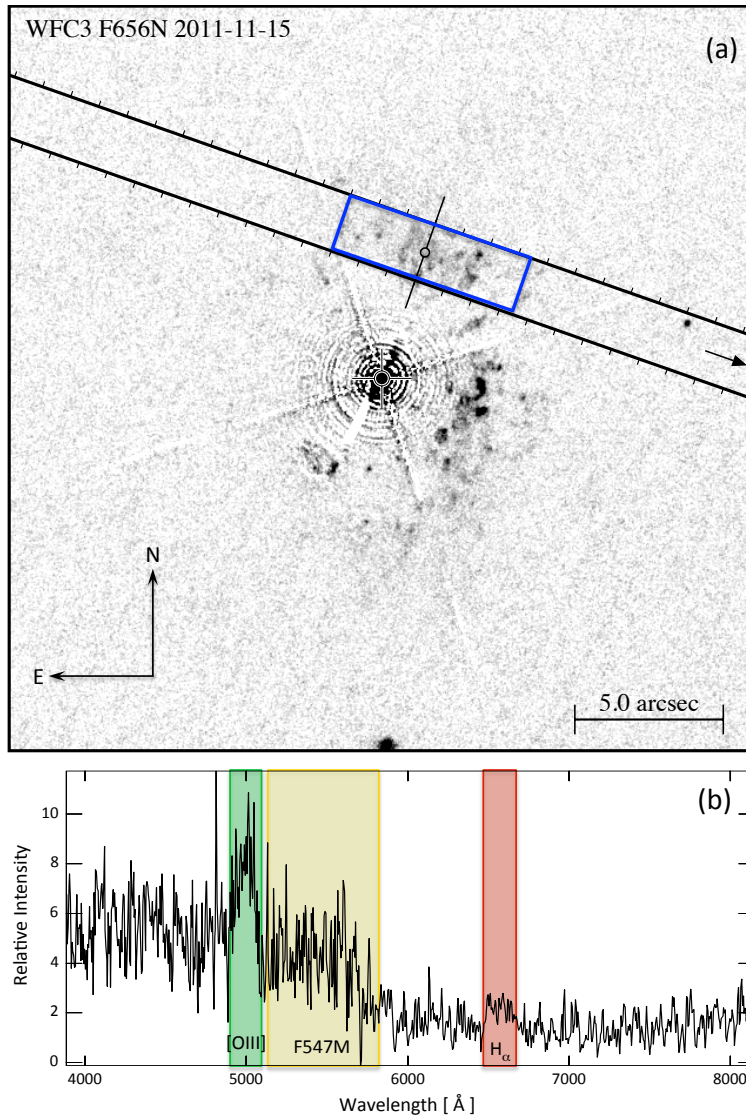 WFC3 F656N 2011-11-15
(a)
N
E
5.0 arcsec
(b)
10
8
6
4
2
0
Relative Intensity
[OIII]
F547M
Hα
4000 5000 6000 7000 8000
Wavelength [ Å ]